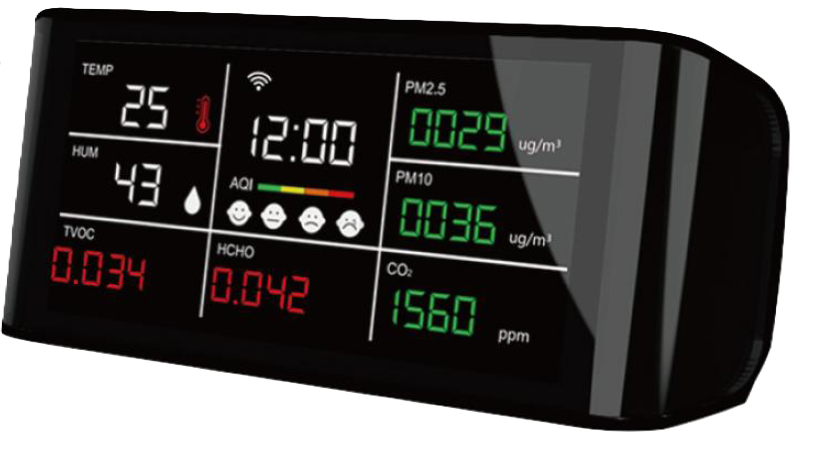 TEMP
25
HUM
43
TVOC
0.034
12:00
AQI
HCHO
0.042
PM2.5
0029 ug/m³
PM10
0036 ug/m³
CO₂
1560 ppm